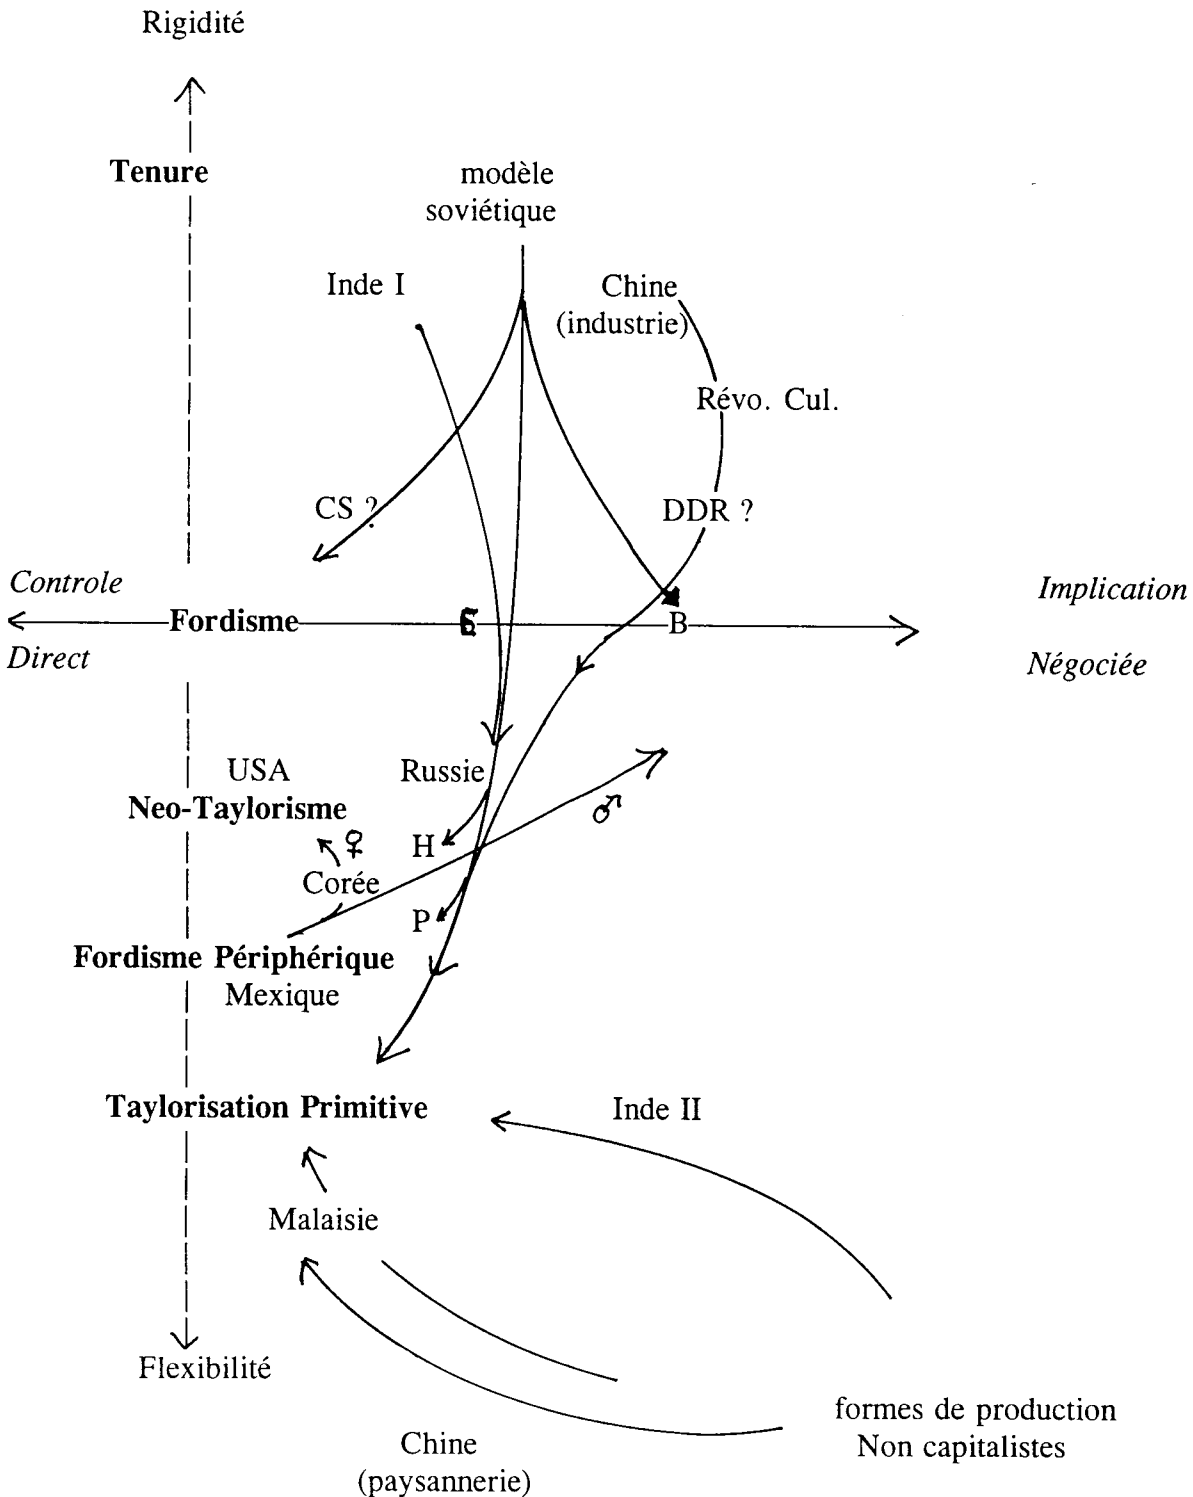 Rigidité
Tenure
modèle
soviétique
Inde I
Chine
(industrie)
Révo. Cul.
CS ?
DDR ?
Controle
Implication
Fordisme
B
Direct
Négociée
USA
Russie
Neo-Taylorisme
♂
♀
H
Corée
P
Fordisme Périphérique
Mexique
Taylorisation Primitive
Inde II
Malaisie
Flexibilité
formes de production
Non capitalistes
Chine
(paysannerie)